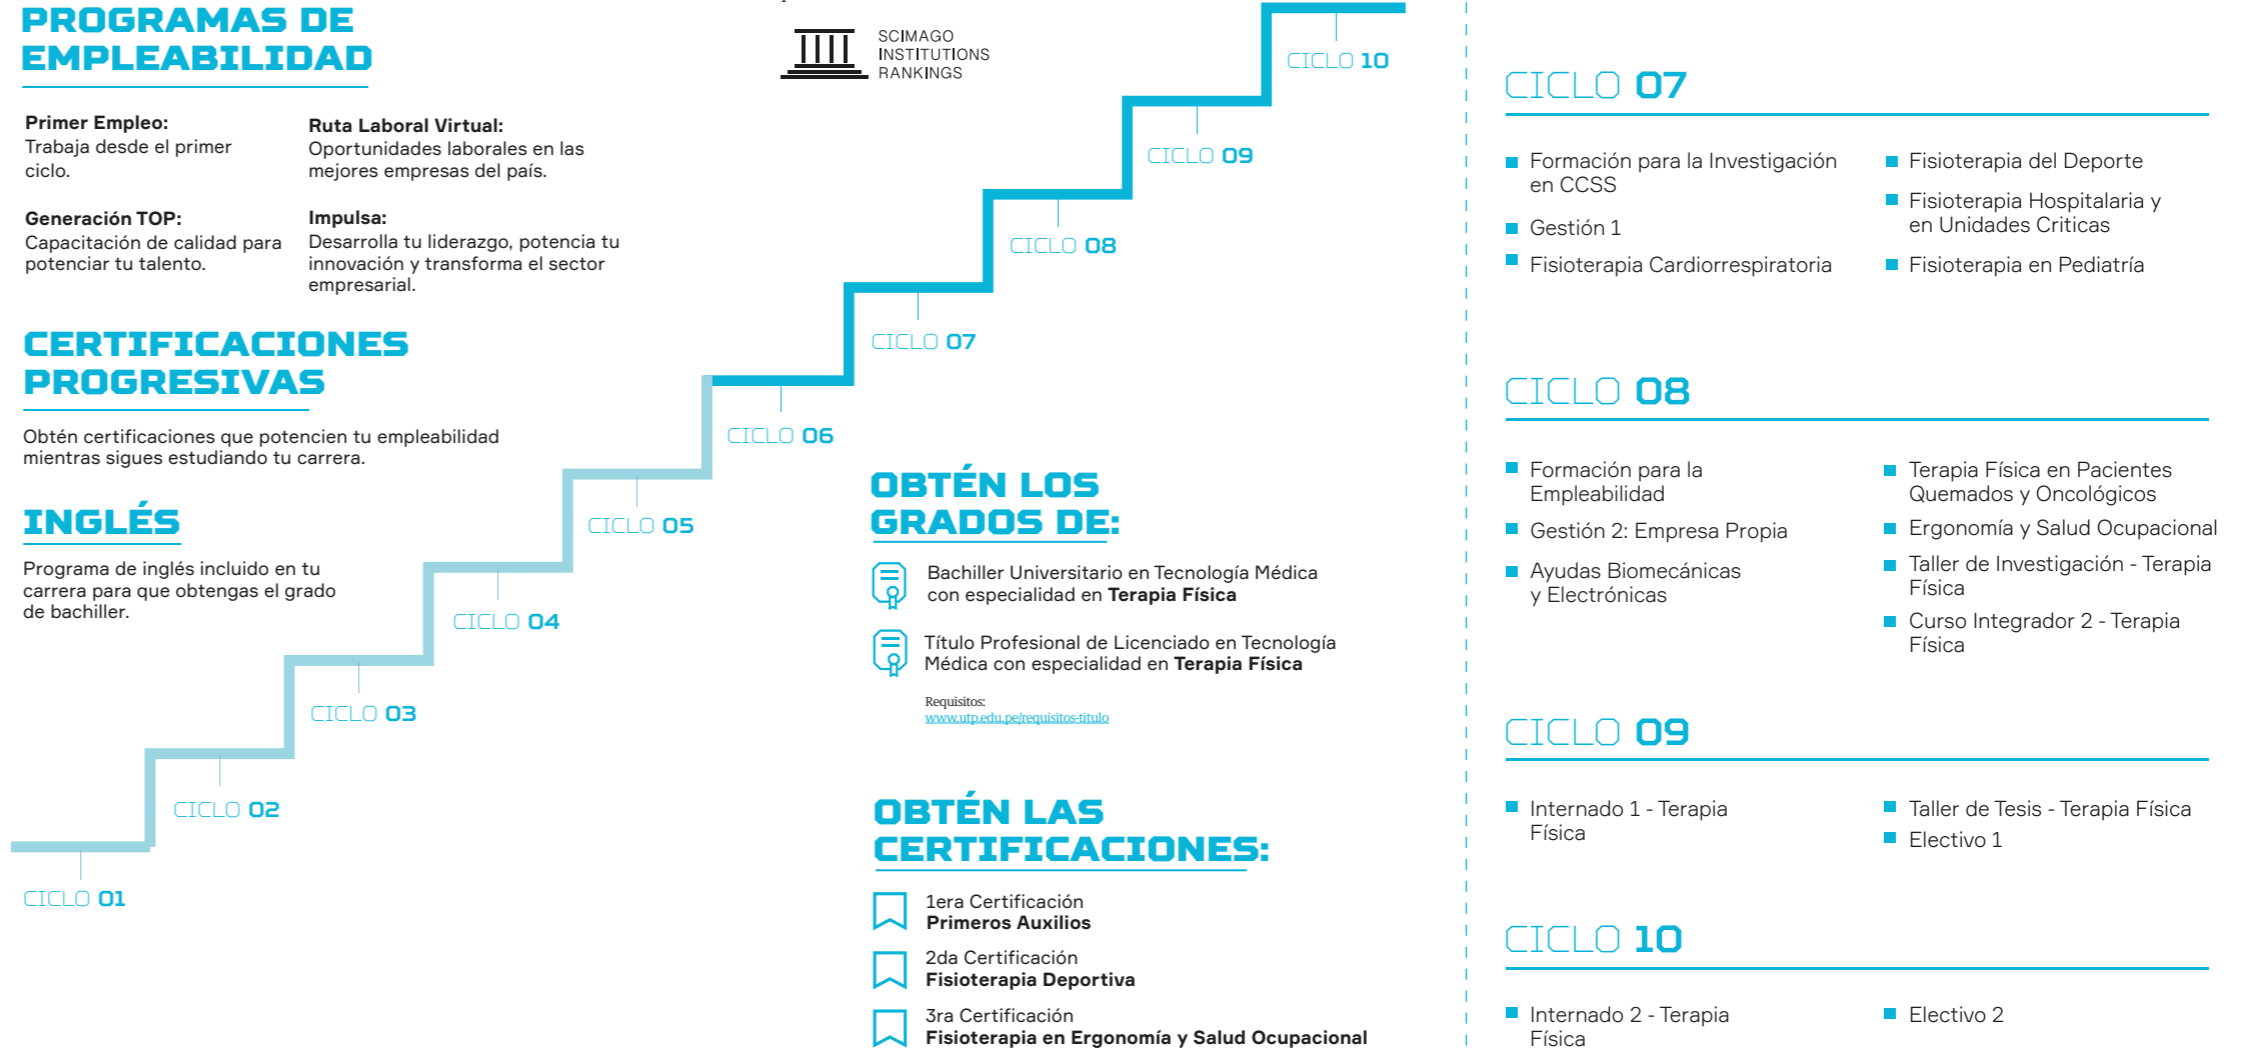 PROGRAMAS DE
EMPLEABILIDAD
Primer Empleo:
Trabaja desde el primer
ciclo.
Ruta Laboral Virtual:
Oportunidades laborales en las
mejores empresas del país.
Generación TOP:
Capacitación de calidad para
potenciar tu talento.
Impulsa:
Desarrolla tu liderazgo, potencia tu
innovación y transforma el sector
empresarial.
CERTIFICACIONES
PROGRESIVAS
Obtén certificaciones que potencien tu empleabilidad
mientras sigues estudiando tu carrera.
INGLÉS
Programa de inglés incluido en tu
carrera para que obtengas el grado
de bachiller.
SCIMAGO
INSTITUTIONS
RANKINGS
CICLO 10
CICLO 09
CICLO 08
CICLO 07
CICLO 06
CICLO 05
CICLO 04
CICLO 03
CICLO 02
CICLO 01
OBTÉN LOS
GRADOS DE:
Bachiller Universitario en Tecnología Médica
con especialidad en Terapia Física
Título Profesional de Licenciado en Tecnología
Médica con especialidad en Terapia Física
Requisitos:
www.utp.edu.pe/requisitos-titulo
OBTÉN LAS
CERTIFICACIONES:
1era Certificación
Primeros Auxilios
2da Certificación
Fisioterapia Deportiva
3ra Certificación
Fisioterapia en Ergonomía y Salud Ocupacional
CICLO 07
Formación para la Investigación
en CCSS
Gestión 1
Fisioterapia Cardiorrespiratoria
Fisioterapia del Deporte
Fisioterapia Hospitalaria y
en Unidades Criticas
Fisioterapia en Pediatría
CICLO 08
Formación para la
Empleabilidad
Gestión 2: Empresa Propia
Ayudas Biomecánicas
y Electrónicas
Terapia Física en Pacientes
Quemados y Oncológicos
Ergonomía y Salud Ocupacional
Taller de Investigación - Terapia
Física
Curso Integrador 2 - Terapia
Física
CICLO 09
Internado 1 - Terapia
Física
Taller de Tesis - Terapia Física
Electivo 1
CICLO 10
Internado 2 - Terapia
Física
Electivo 2